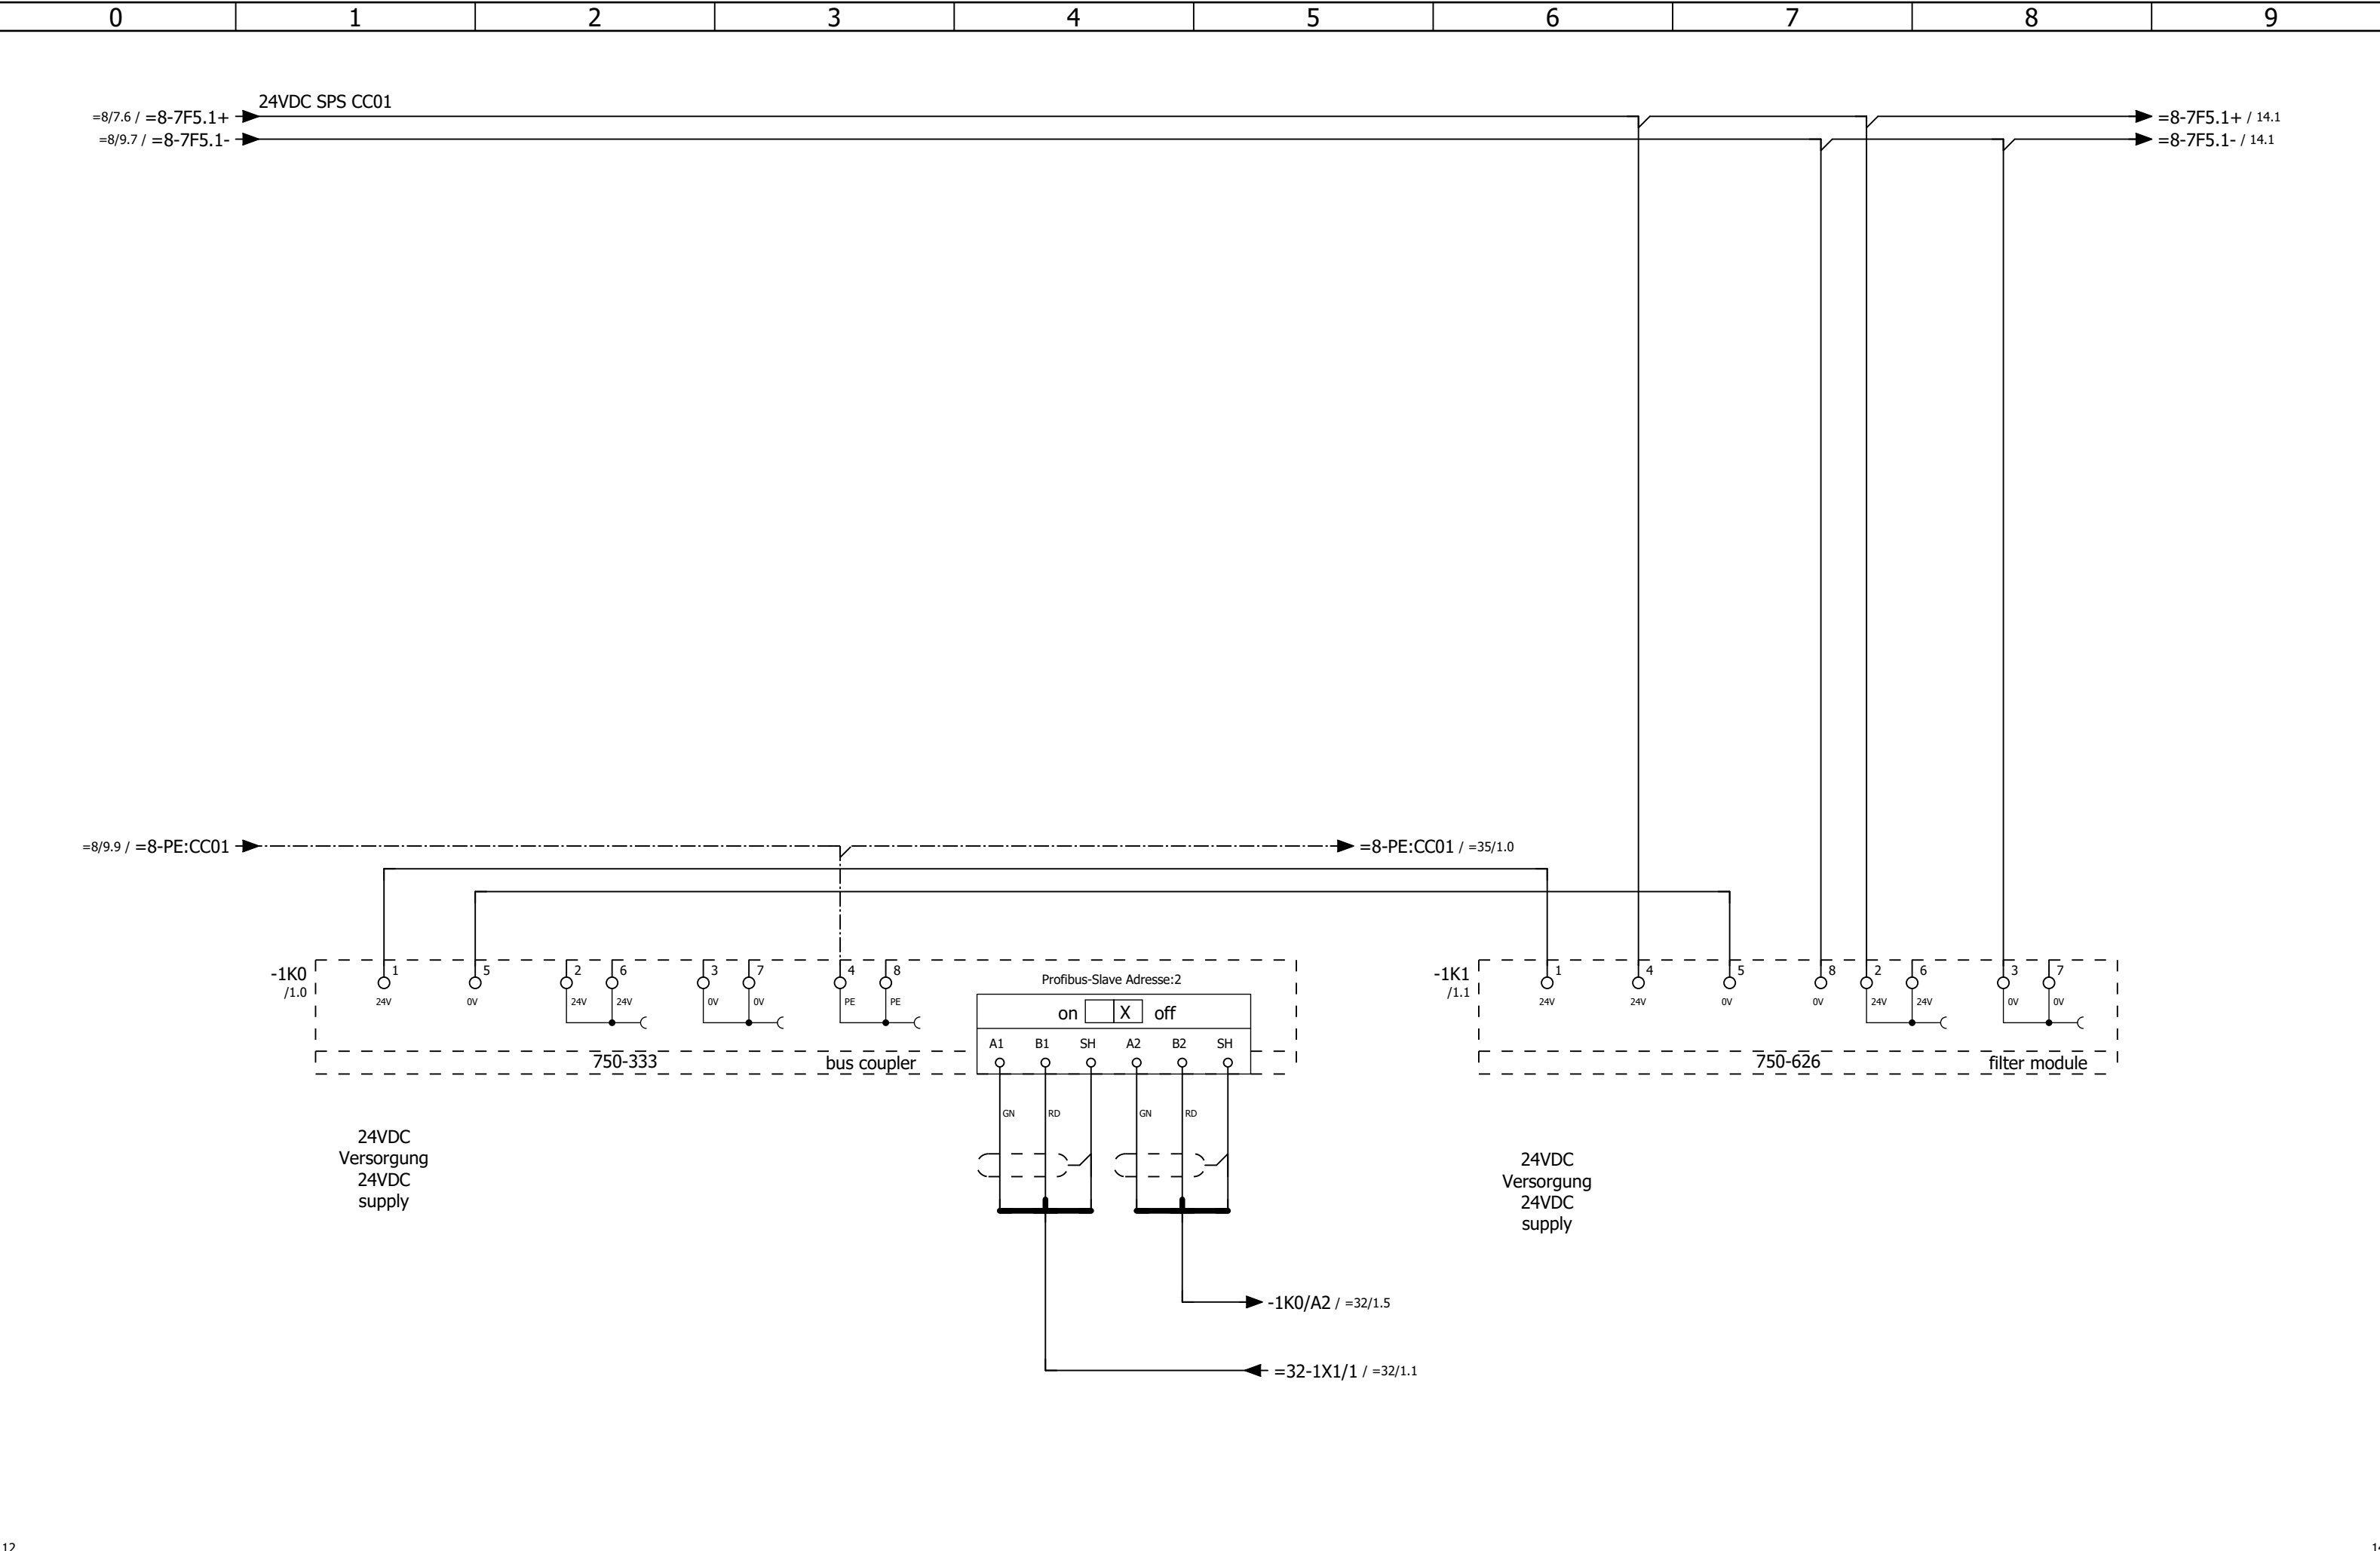 0 1 2 3 4 5 6 7 8 9
24VDC SPS CC01
=8/7.6 / =8-7F5.1+ =8-7F5.1+ / 14.1
=8/9.7 / =8-7F5.1- =8-7F5.1- / 14.1
=8/9.9 / =8-PE:CC01 =8-PE:CC01 / =35/1.0
-1K0
/1.0
1 5 2 6 3 7 4 8
24V 0V 24V 24V 0V 0V PE PE
Profibus-Slave Adresse:2
on X off
A1 B1 SH A2 B2 SH
750-333 bus coupler
GN RD GN RD
24VDC
Versorgung
24VDC
supply
-1K1
/1.1
1 4 5 8 2 6 3 7
24V 24V 0V 0V 24V 24V 0V 0V
750-626 filter module
24VDC
Versorgung
24VDC
supply
-1K0/A2 / =32/1.5
=32-1X1/1 / =32/1.1
12